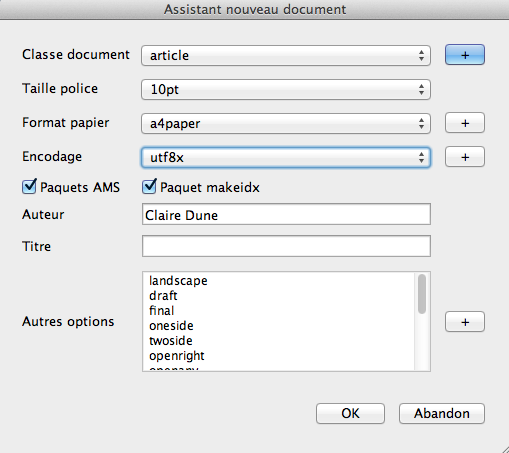 Assistant nouveau document
Classe document article +
Taille police 10pt
Format papier a4paper +
Encodage utf8x +
Paquets AMS Paquet makeidx
Auteur Claire Dune
Titre
landscape
draft
final
oneside
twoside
openright
openany
Autres options +
OK Abandon